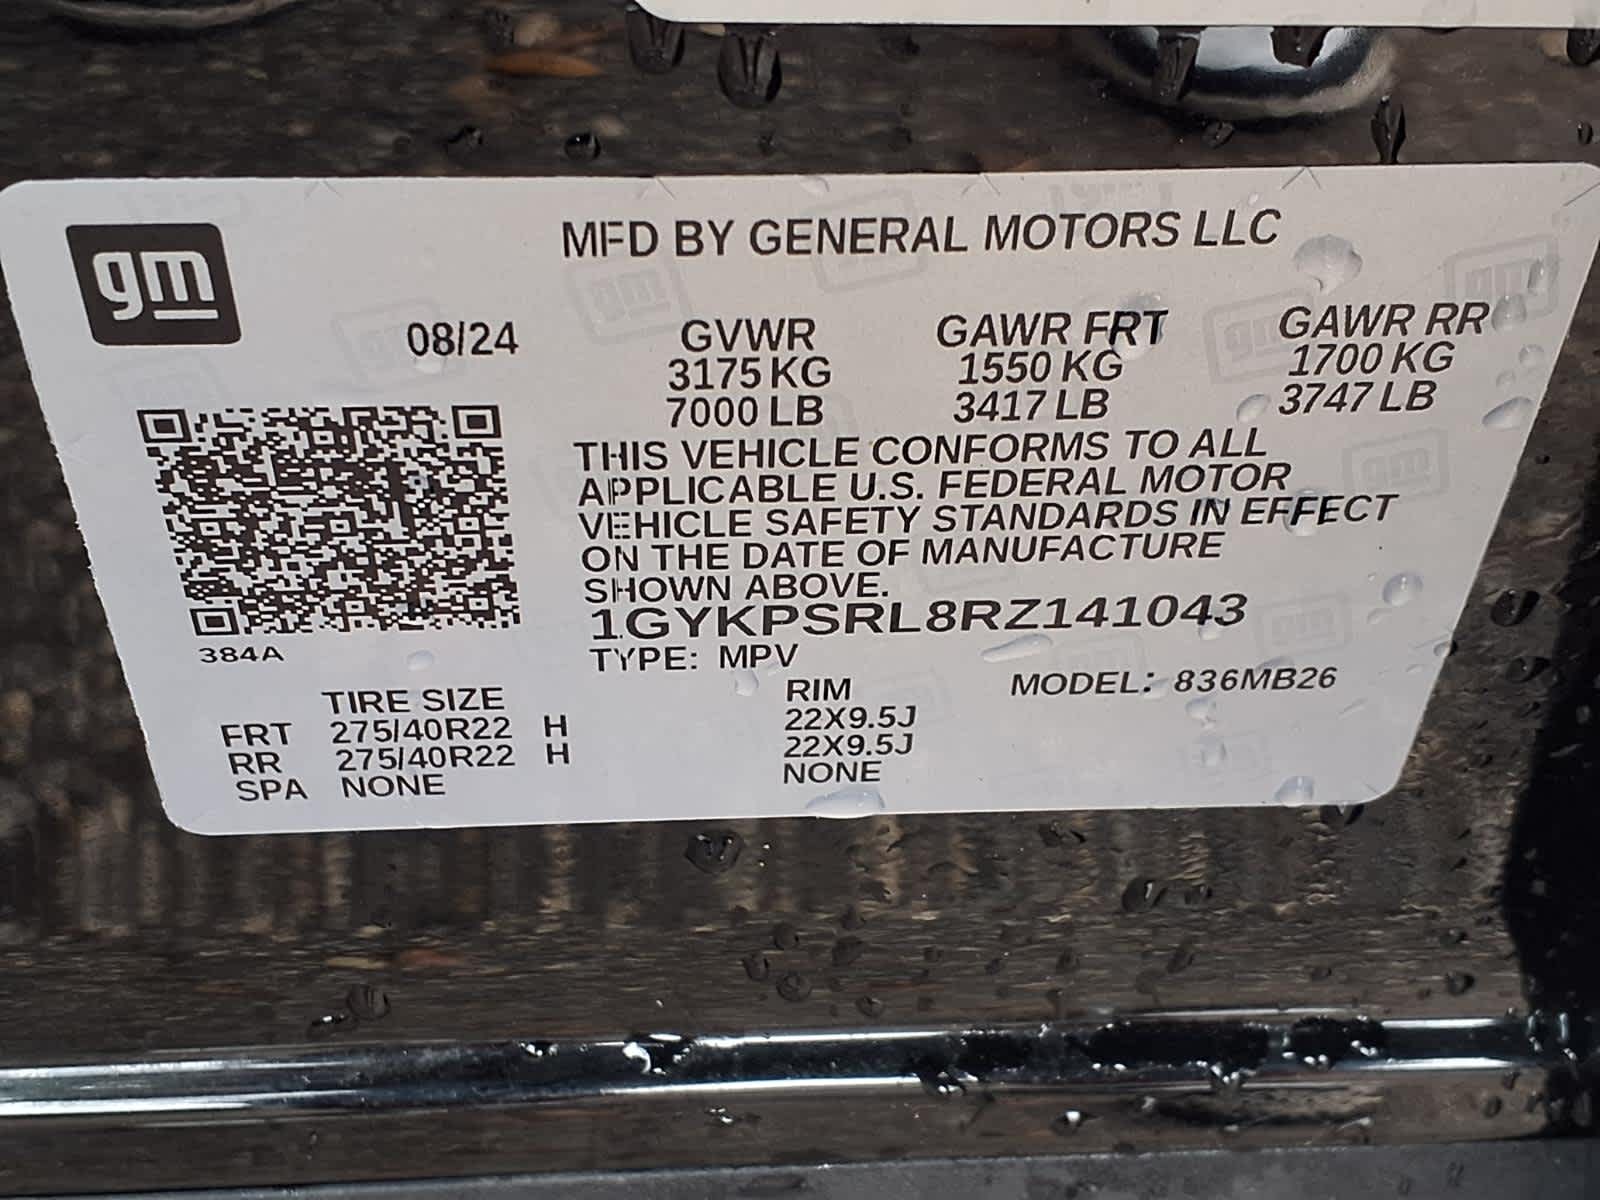 gm
MFD BY GENERAL MOTORS LLC
08/24 GVWR GAWR FRT GAWR RR
3175 KG 1550 KG 1700 KG
7000 LB 3417 LB 3747 LB
THIS VEHICLE CONFORMS TO ALL
APPLICABLE U.S. FEDERAL MOTOR
VEHICLE SAFETY STANDARDS IN EFFECT
ON THE DATE OF MANUFACTURE
SHOWN ABOVE.
1GYKPSRL8RZ141043
384A
TYPE: MPV
MODEL: 836MB26
TIRE SIZE RIM
FRT 275/40R22 H 22X9.5J
RR 275/40R22 H 22X9.5J
SPA NONE NONE